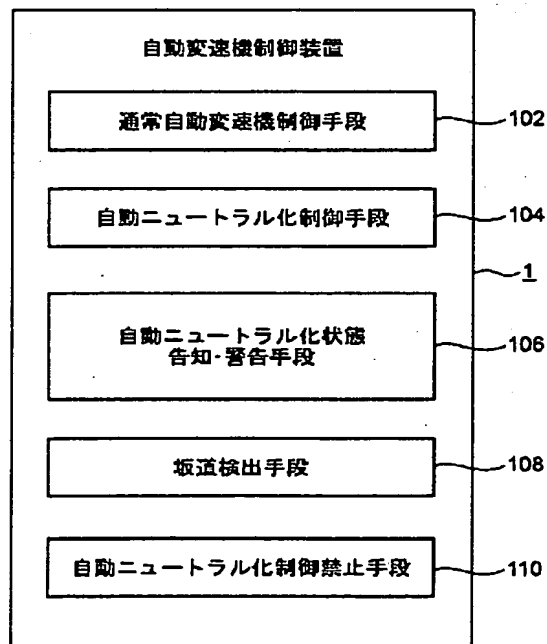 自動変速機制御装置
通常自動変速機制御手段
102
自動ニュートラル化制御手段
104
1
自動ニュートラル化状態
告知・警告手段
106
坂道検出手段
108
自動ニュートラル化制御禁止手段
110